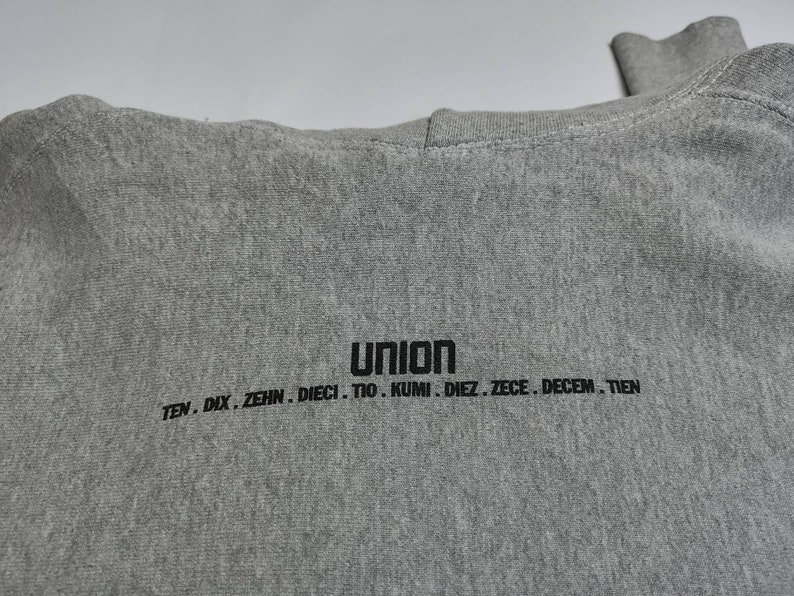 UNION
TEN . DIX . ZEHN . DIECI . TIO . KUMI . DIEZ . ZECE . DECEM . TIEN